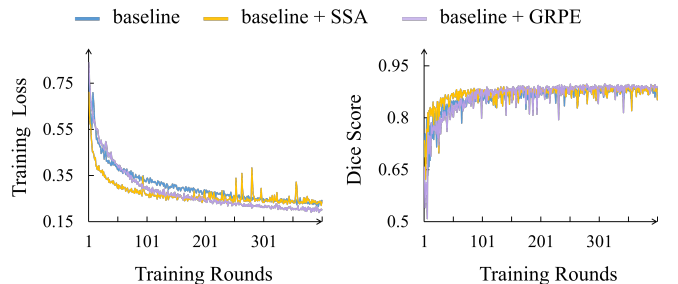 baseline baseline + SSA baseline + GRPE
Training Loss
0.75
0.55
0.35
0.15
1 101 201 301
Training Rounds
Dice Score
0.95
0.8
0.65
0.5
1 101 201 301
Training Rounds